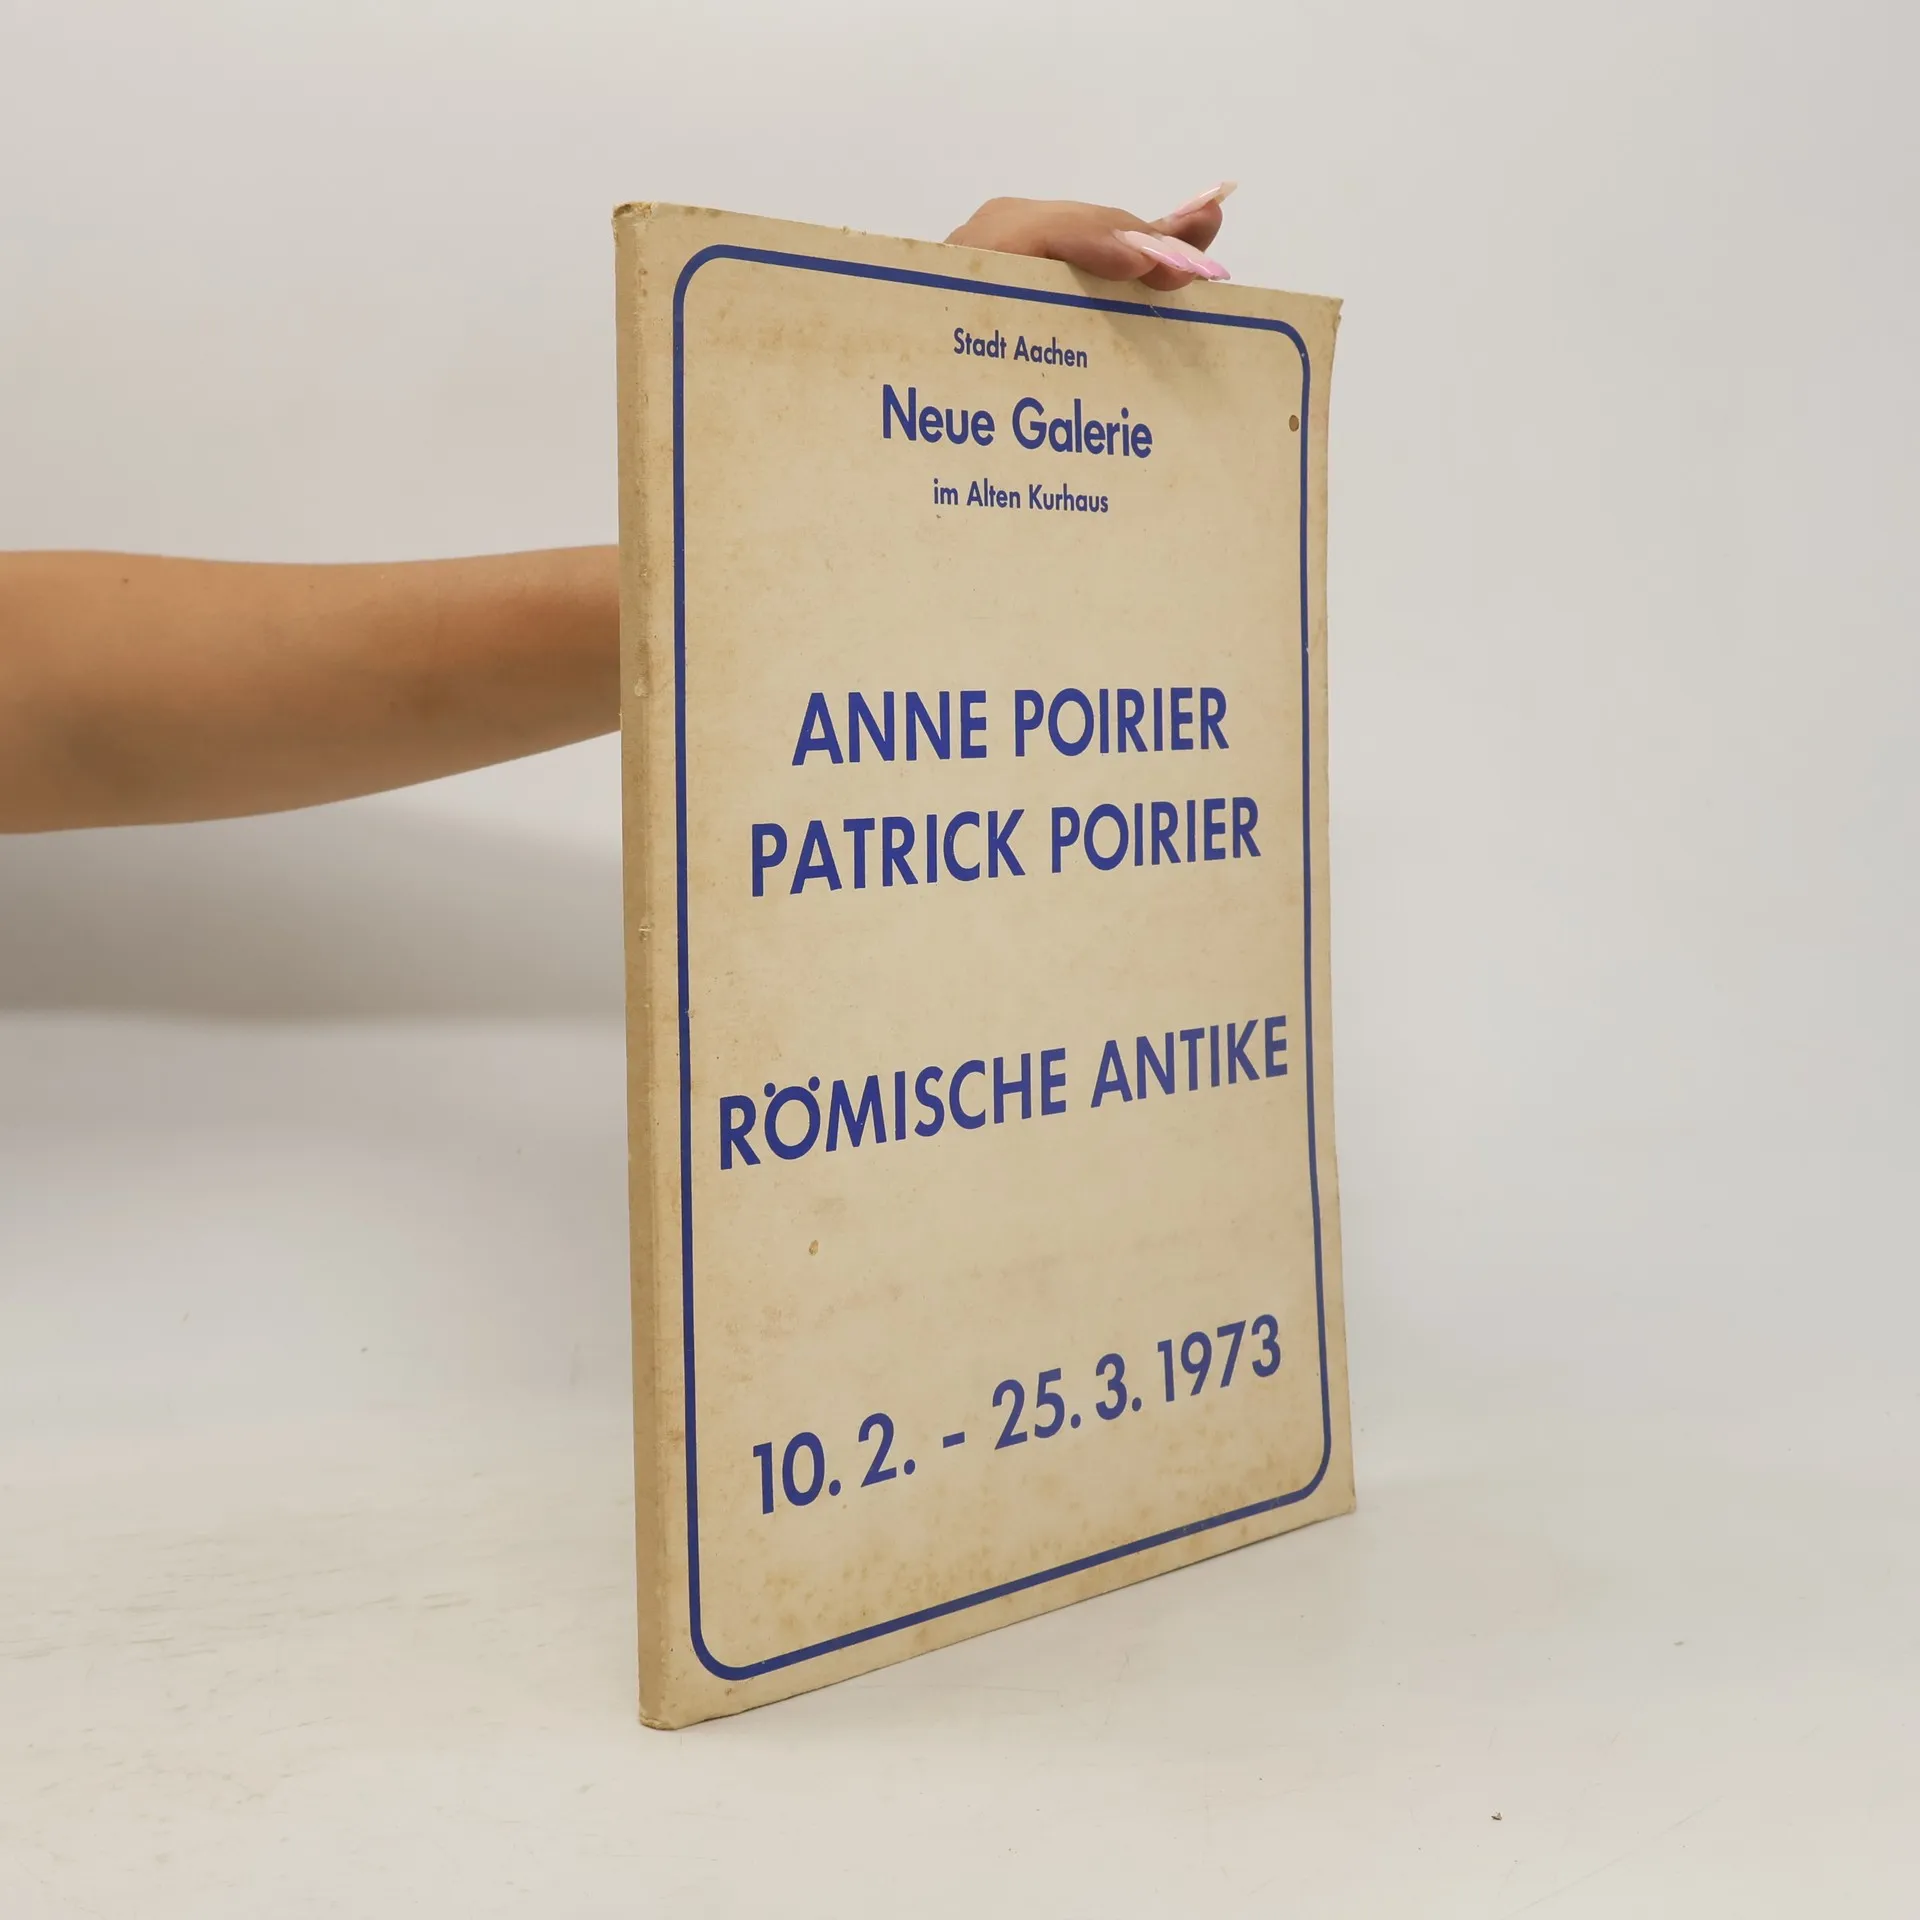 Stadt Aachen
Neue Galerie
im Alten Kurhaus
ANNE POIRIER
PATRICK POIRIER
RÖMISCHE ANTIKE
10. 2. - 25. 3. 1973